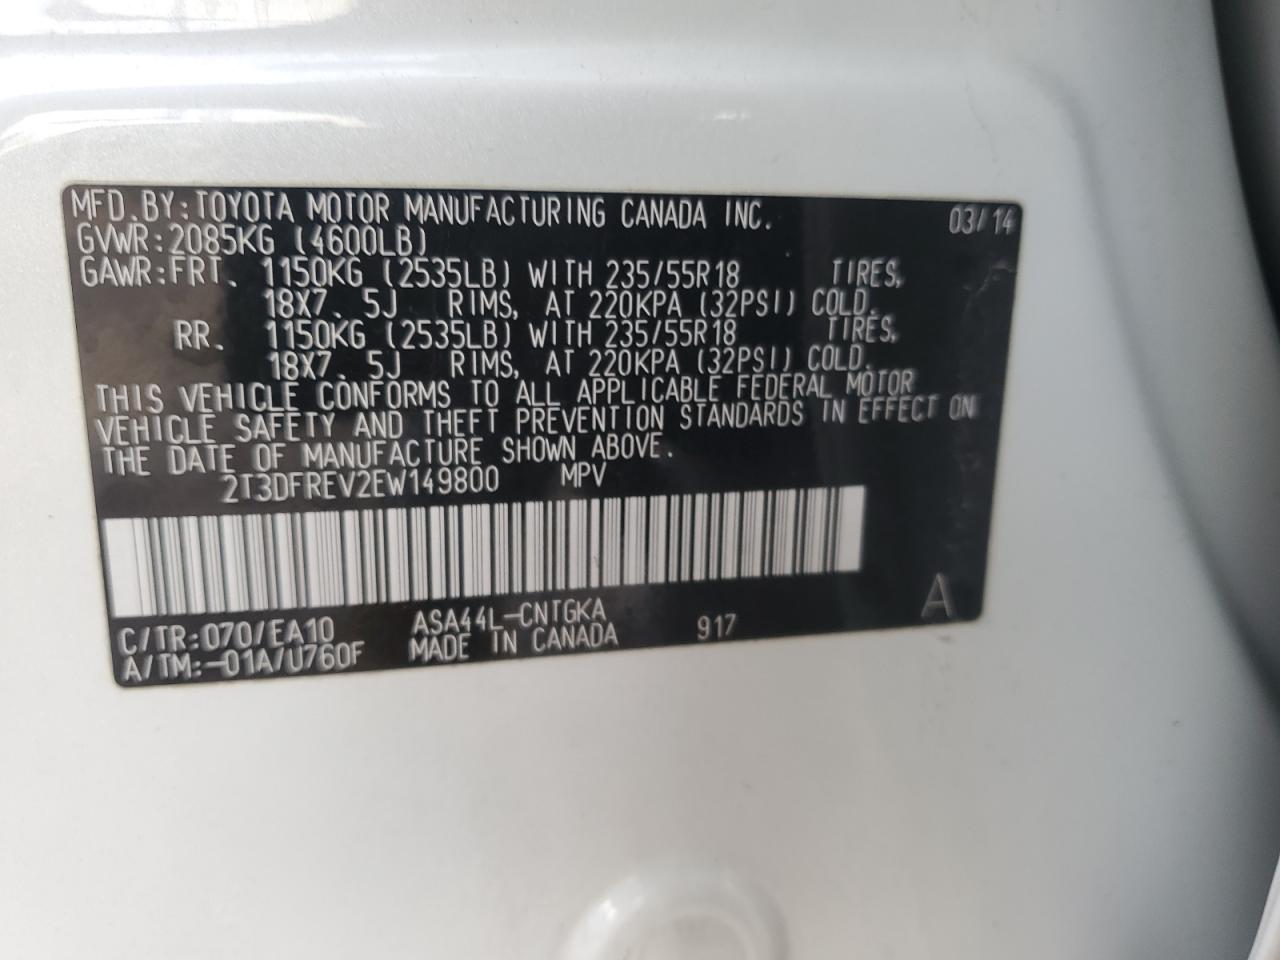 MFD.BY:TOYOTA MOTOR MANUFACTURING CANADA INC. 03/14
GVWR:2085KG (4600LB)
GAWR:FRT. 1150KG (2535LB) WITH 235/55R18 TIRES,
18X7.5J RIMS, AT 220KPA (32PSI) COLD.
RR. 1150KG (2535LB) WITH 235/55R18 TIRES,
18X7.5J RIMS, AT 220KPA (32PSI) COLD.
THIS VEHICLE CONFORMS TO ALL APPLICABLE FEDERAL MOTOR
VEHICLE SAFETY AND THEFT PREVENTION STANDARDS IN EFFECT ON
THE DATE OF MANUFACTURE SHOWN ABOVE.
2T3DFREV2EW149800 MPV
C/TR:070/EA10 ASA44L-CNTGKA 917 A
A/TM:-01A/U760F MADE IN CANADA